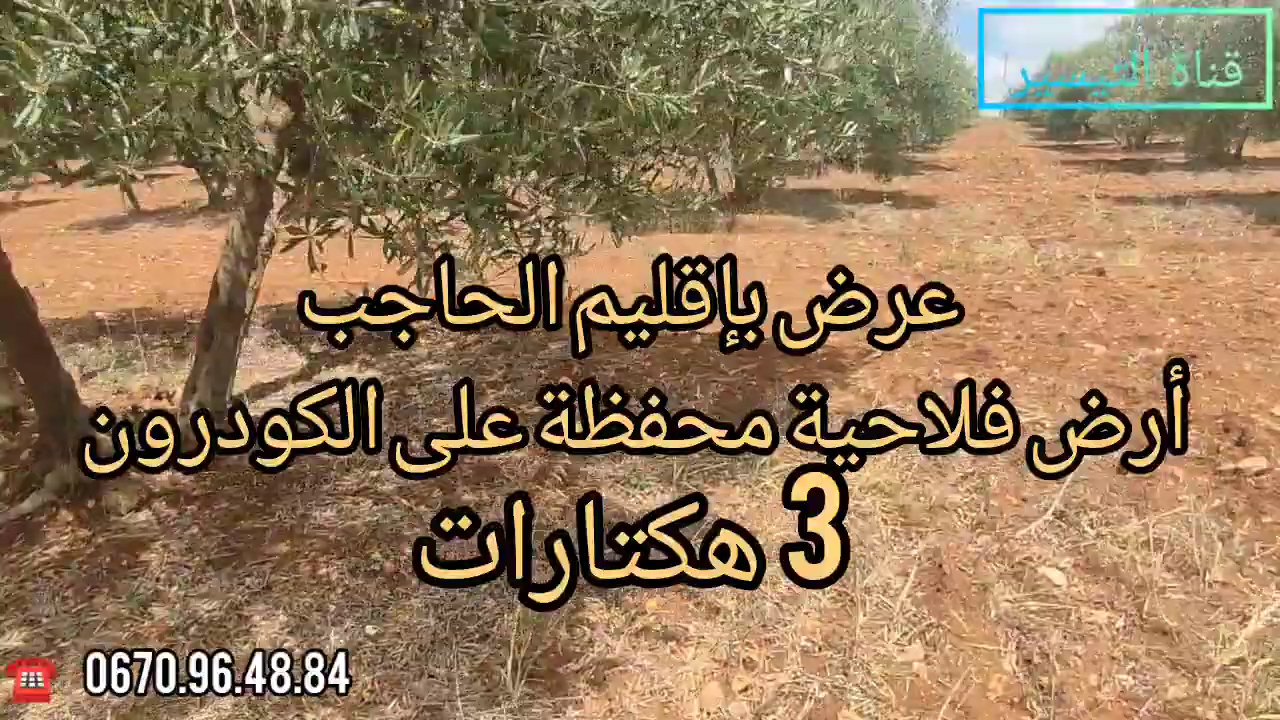 قناة التيسير
عرض بإقليم الحاجب
أرض فلاحية محفظة على الكودرون
3 هكتارات
0670.96.48.84